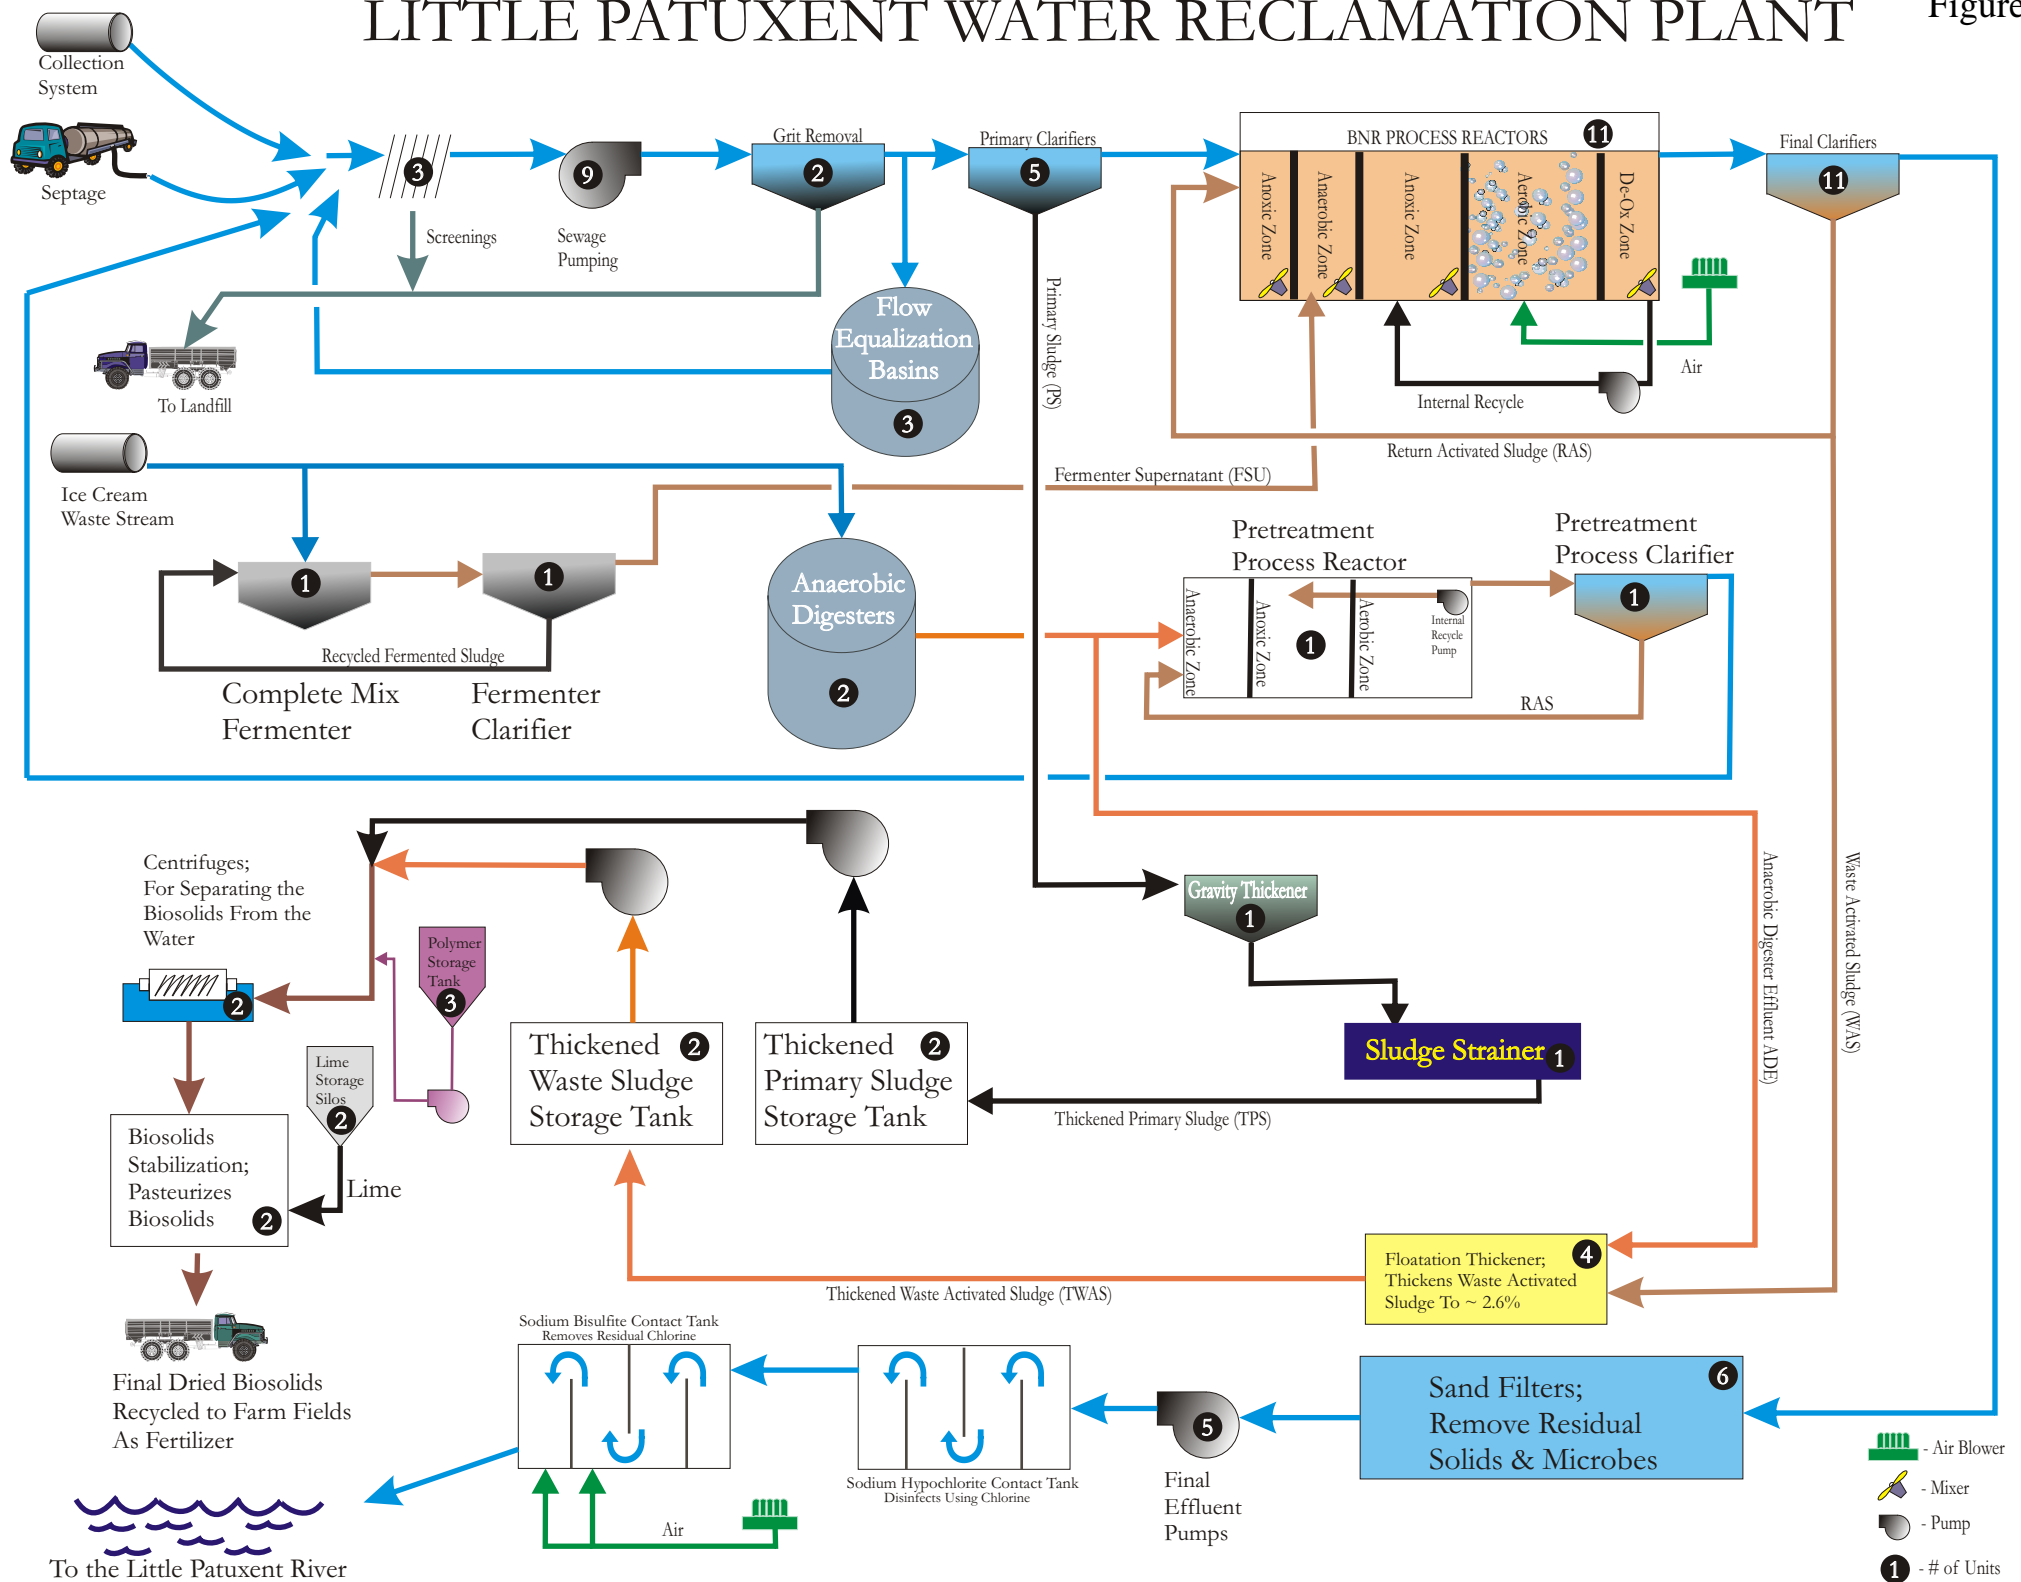 LITTLE PATUXENT WATER RECLAMATION PLANT
Figure
Collection
System
Septage
3
Screenings
9
Sewage
Pumping
Grit Removal
2
Primary Clarifiers
5
BNR PROCESS REACTORS 11
Anoxic Zone
Anaerobic Zone
Anoxic Zone
Aerobic Zone
De-Ox Zone
Final Clarifiers
11
Air
Internal Recycle
Return Activated Sludge (RAS)
Flow
Equalization
Basins
3
To Landfill
Primary Sludge (PS)
Ice Cream
Waste Stream
Fermenter Supernatant (FSU)
1
1
Recycled Fermented Sludge
Complete Mix
Fermenter
Fermenter
Clarifier
Anaerobic
Digesters
2
Pretreatment
Process Reactor
Anaerobic Zone
Anoxic Zone
1
Aerobic Zone
Internal
Recycle
Pump
Pretreatment
Process Clarifier
1
RAS
Centrifuges;
For Separating the
Biosolids From the
Water
2
Polymer
Storage
Tank
3
Gravity Thickener
1
Anaerobic Digester Effluent ADE)
Waste Activated Sludge (WAS)
Lime
Storage
Silos
2
Lime
Thickened 2
Waste Sludge
Storage Tank
Thickened 2
Primary Sludge
Storage Tank
Sludge Strainer 1
Thickened Primary Sludge (TPS)
Biosolids
Stabilization;
Pasteurizes
Biosolids 2
Floatation Thickener; 4
Thickens Waste Activated
Sludge To ~ 2.6%
Thickened Waste Activated Sludge (TWAS)
Final Dried Biosolids
Recycled to Farm Fields
As Fertilizer
Sodium Bisulfite Contact Tank
Removes Residual Chlorine
Air
Sodium Hypochlorite Contact Tank
Disinfects Using Chlorine
5
Final
Effluent
Pumps
6
Sand Filters;
Remove Residual
Solids & Microbes
To the Little Patuxent River
- Air Blower
- Mixer
- Pump
1 - # of Units